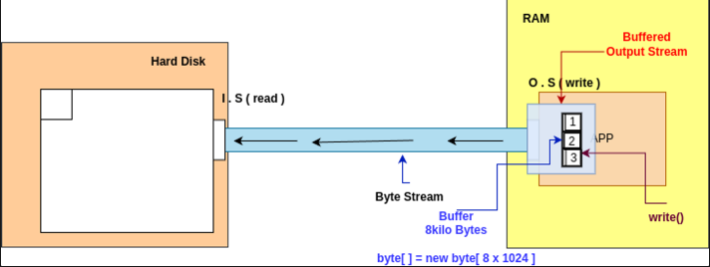 RAM
Buffered
Output Stream
Hard Disk
O . S ( write )
I . S ( read )
1
2
3
APP
Byte Stream
Buffer
8kilo Bytes
write()
byte[ ] = new byte[ 8 x 1024 ]